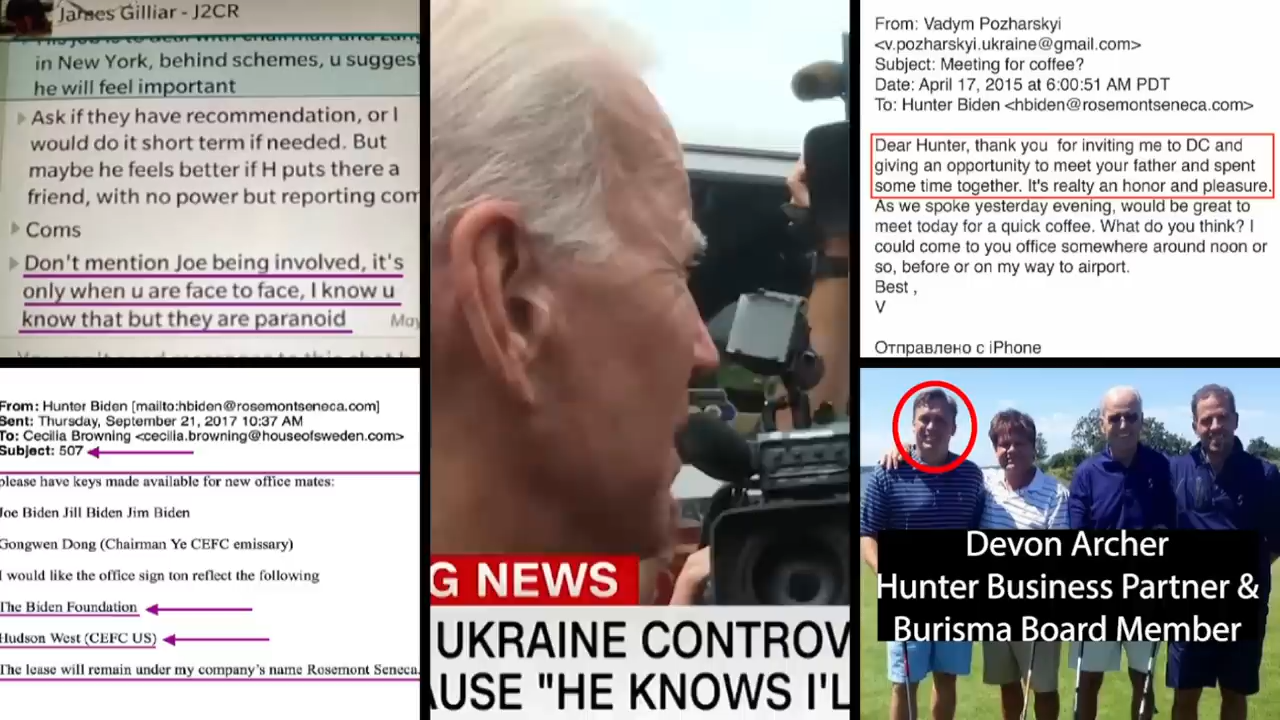 James Gilliar - J2CR
in New York, behind schemes, u suggest
he will feel important
Ask if they have recommendation, or I
would do it short term if needed. But
maybe he feels better if H puts there a
friend, with no power but reporting com
Coms
Don't mention Joe being involved, it's
only when u are face to face, I know u
know that but they are paranoid
May
From: Hunter Biden [mailto:hbiden@rosemontseneca.com]
Sent: Thursday, September 21, 2017 10:37 AM
To: Cecilia Browning <cecilia.browning@houseofsweden.com>
Subject: 507
please have keys made available for new office mates:
Joe Biden Jill Biden Jim Biden
Gongwen Dong (Chairman Ye CEFC emissary)
I would like the office sign ton reflect the following
The Biden Foundation
Hudson West (CEFC US)
The lease will remain under my company's name Rosemont Seneca.
G NEWS
UKRAINE CONTROV
AUSE "HE KNOWS I'L
From: Vadym Pozharskyi
<v.pozharskyi.ukraine@gmail.com>
Subject: Meeting for coffee?
Date: April 17, 2015 at 6:00:51 AM PDT
To: Hunter Biden <hbiden@rosemontseneca.com>
Dear Hunter, thank you for inviting me to DC and
giving an opportunity to meet your father and spent
some time together. It's realty an honor and pleasure.
As we spoke yesterday evening, would be great to
meet today for a quick coffee. What do you think? I
could come to you office somewhere around noon or
so, before or on my way to airport.
Best ,
V
Отправлено с iPhone
Devon Archer
Hunter Business Partner &
Burisma Board Member